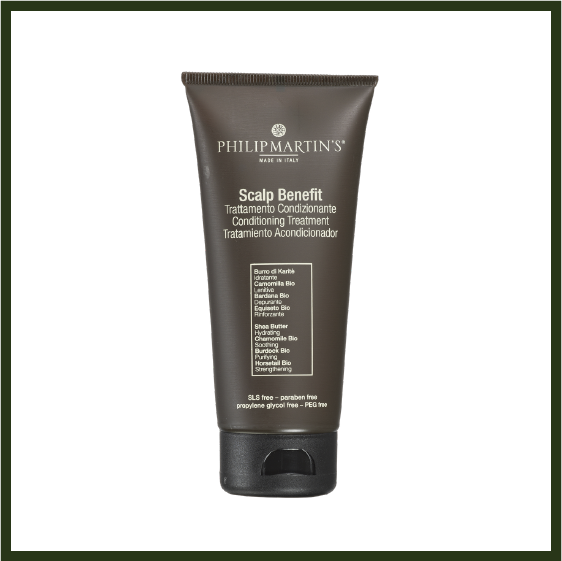 PHILIP MARTIN'S®
MADE IN ITALY
Scalp Benefit
Trattamento Condizionante
Conditioning Treatment
Tratamiento Acondicionador
Burro di Karitè
Idratante
Camomilla Bio
Lenitiva
Bardana Bio
Depurante
Equiseto Bio
Rinforzante
Shea Butter
Hydrating
Chamomile Bio
Soothing
Burdock Bio
Purifying
Horsetail Bio
Strengthening
SLS free – paraben free
propylene glycol free – PEG free